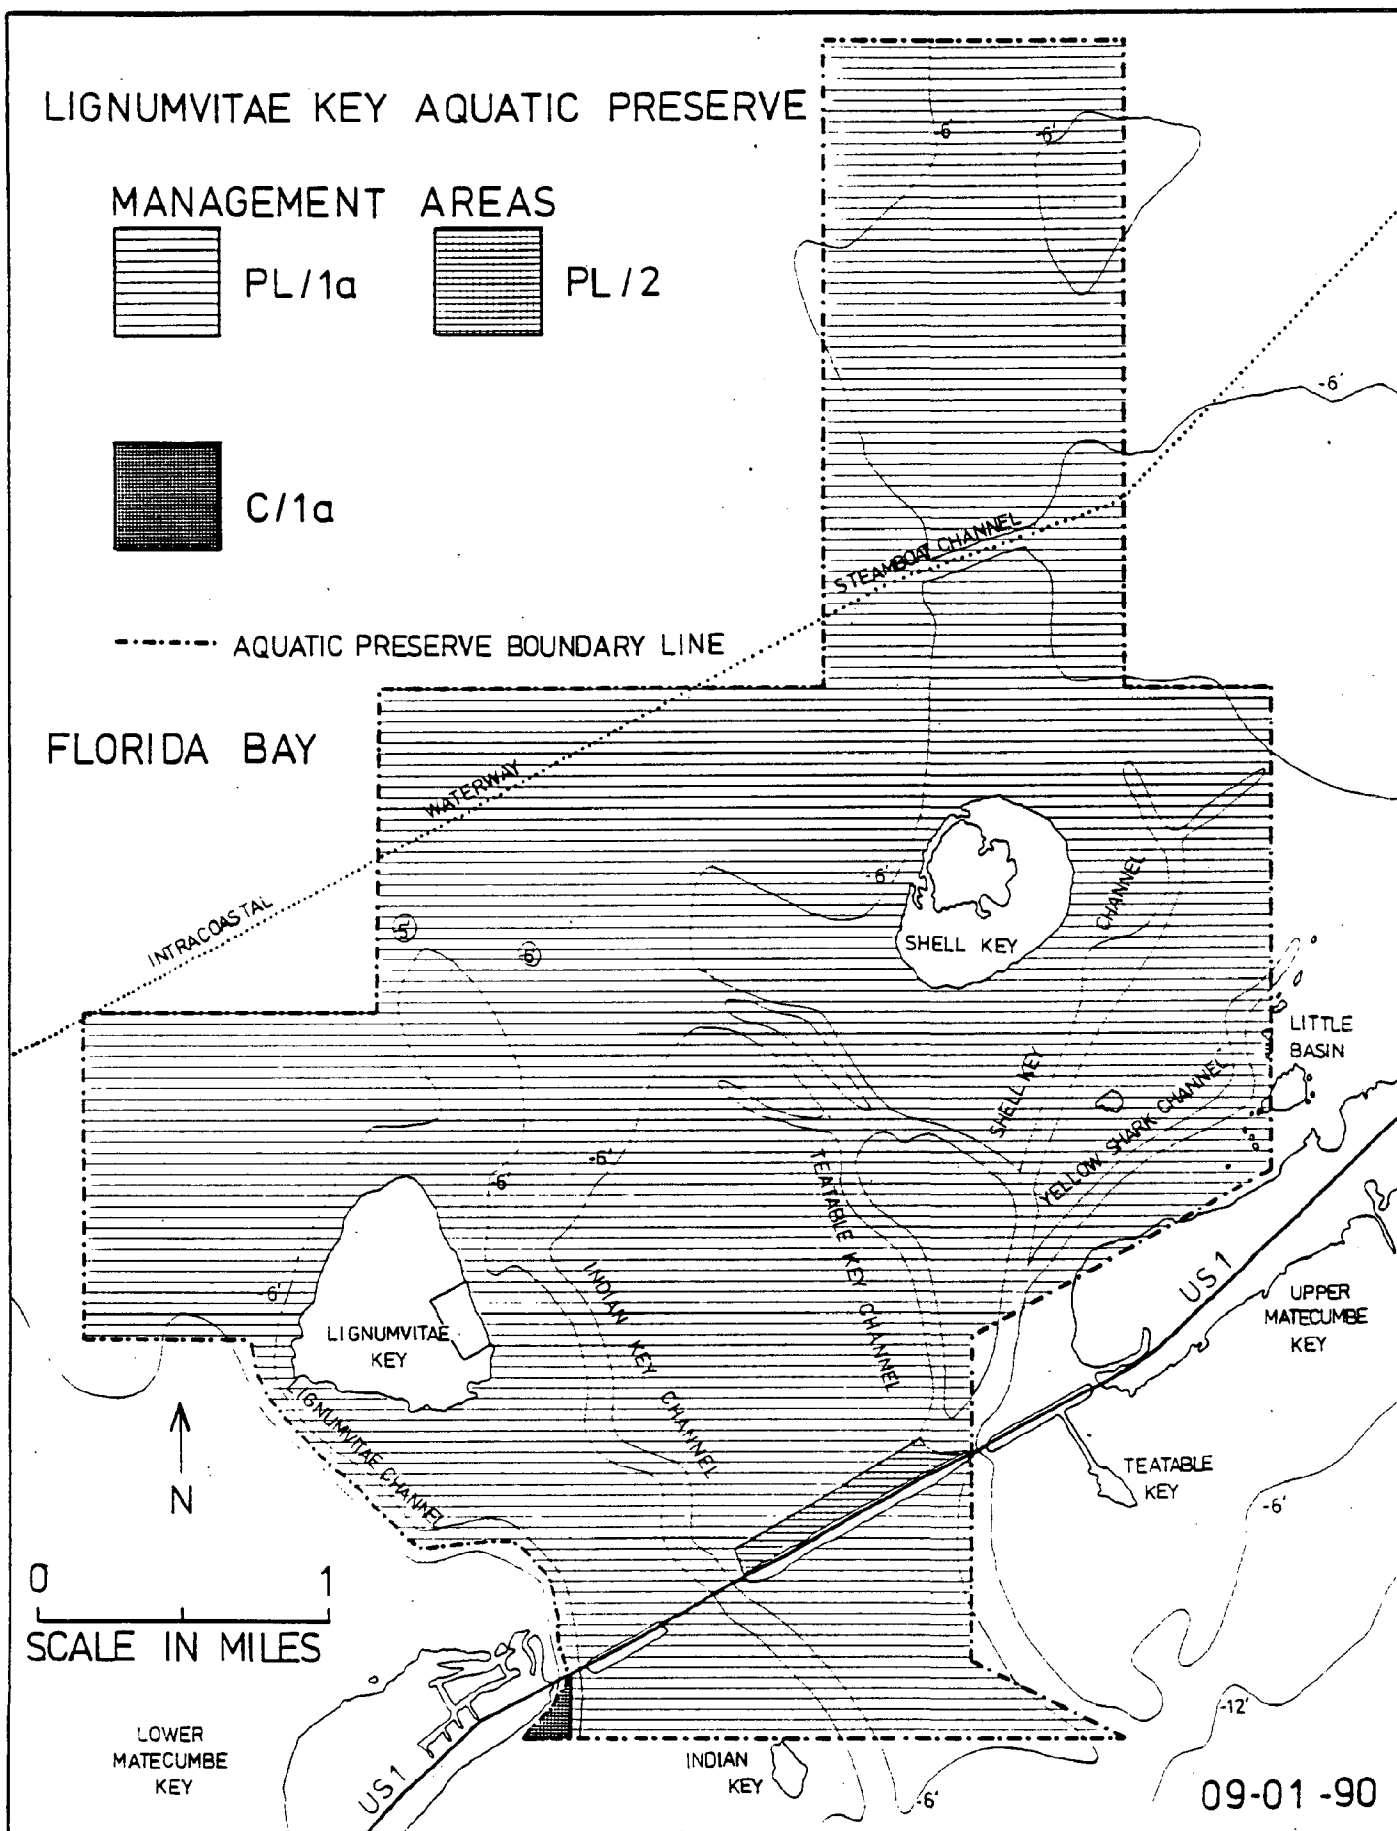 LIGNUMVITAE KEY AQUATIC PRESERVE
MANAGEMENT AREAS
PL/1a
PL/2
C/1a
AQUATIC PRESERVE BOUNDARY LINE
FLORIDA BAY
-6'
-6'
-6'
STEAMBOAT CHANNEL
WATERWAY
INTRACOASTAL
-6'
SHELL KEY
CHANNEL
-5'
-6'
LITTLE
BASIN
SHELL KEY
YELLOW SHARK CHANNEL
-6'
-6'
TEATABLE KEY CHANNEL
INDIAN KEY CHANNEL
-6'
LIGNUMVITAE
KEY
LIGNUMVITAE CHANNEL
US 1
UPPER
MATECUMBE
KEY
TEATABLE
KEY
-6'
N
0 1
SCALE IN MILES
-12'
LOWER
MATECUMBE
KEY
US 1
INDIAN
KEY
-6'
09-01-90